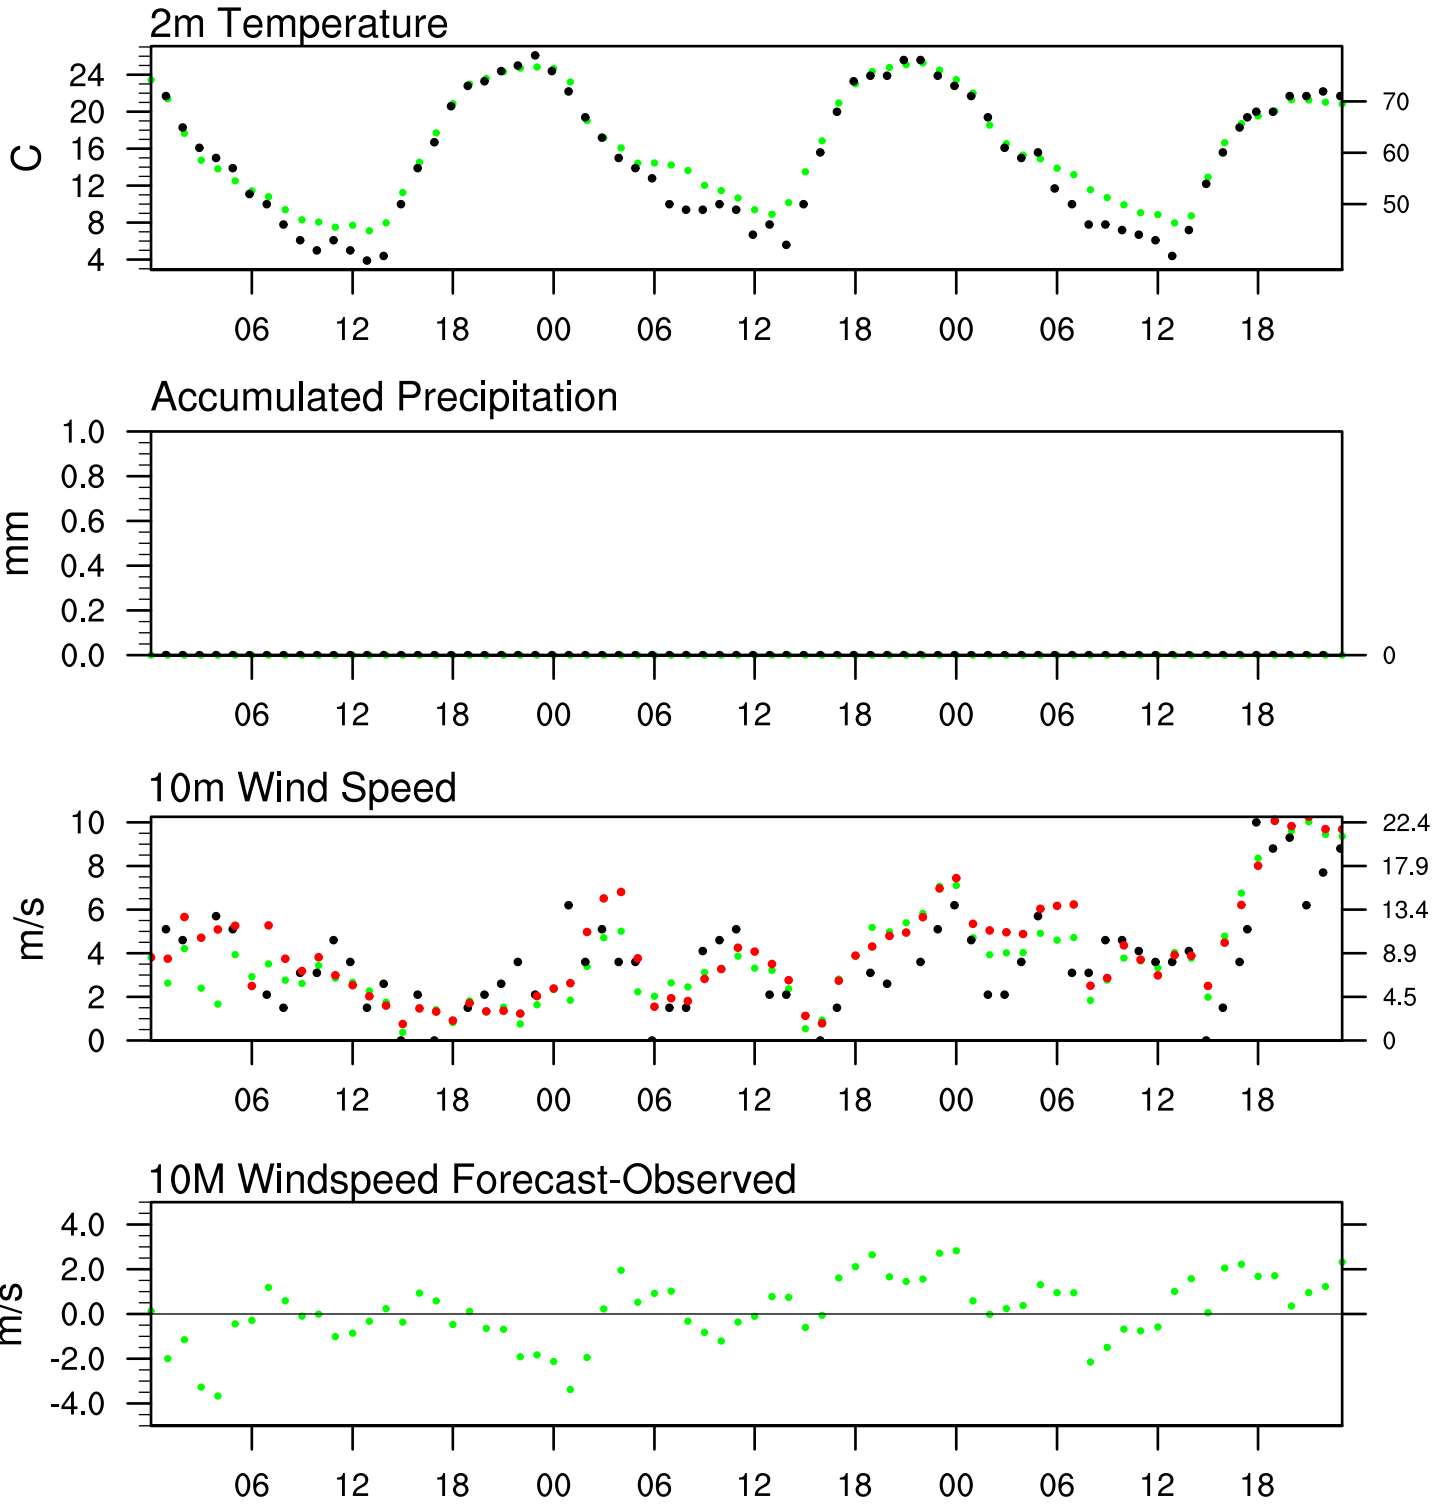 2m Temperature
C
24
20
16
12
8
4
70
60
50
06 12 18 00 06 12 18 00 06 12 18
Accumulated Precipitation
mm
1.0
0.8
0.6
0.4
0.2
0.0
0
06 12 18 00 06 12 18 00 06 12 18
10m Wind Speed
m/s
10
8
6
4
2
0
22.4
17.9
13.4
8.9
4.5
0
06 12 18 00 06 12 18 00 06 12 18
10M Windspeed Forecast-Observed
m/s
4.0
2.0
0.0
-2.0
-4.0
06 12 18 00 06 12 18 00 06 12 18